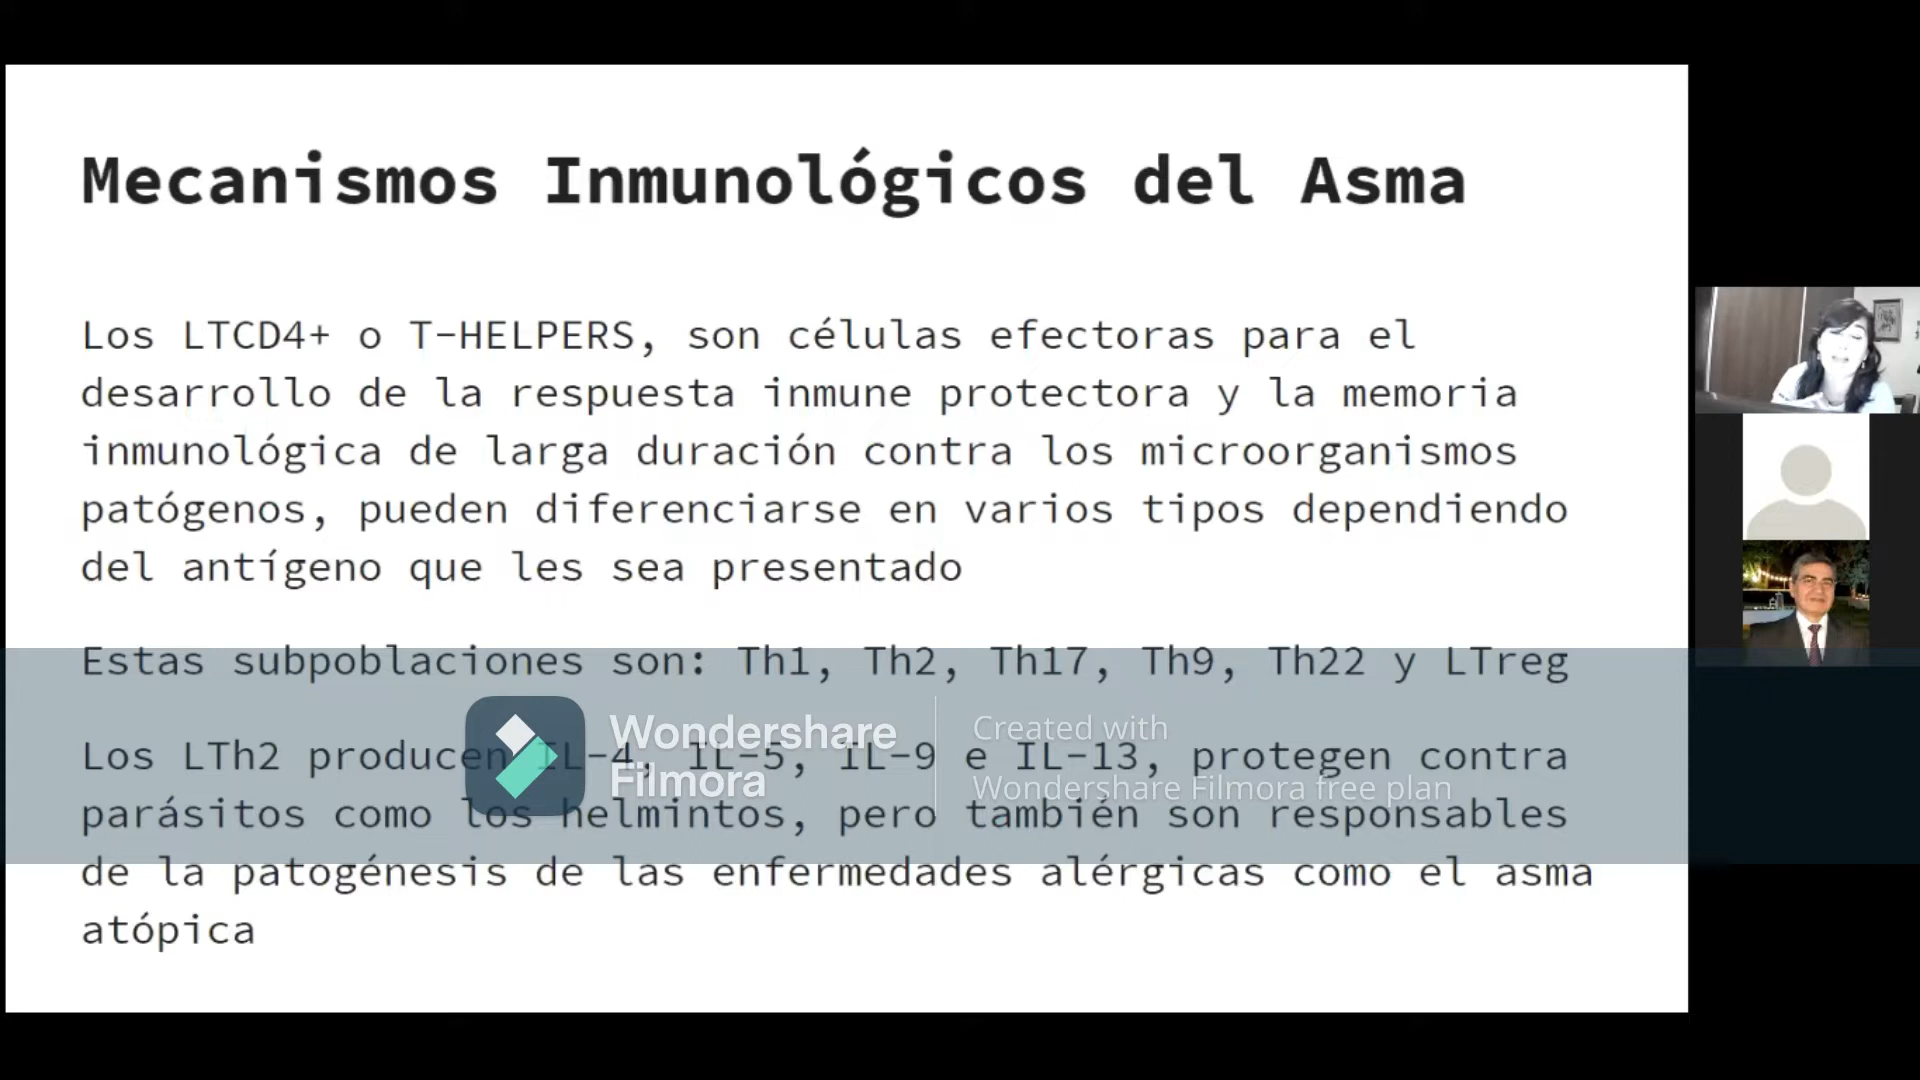 Mecanismos Inmunológicos del Asma
Los LTCD4+ o T-HELPERS, son células efectoras para el
desarrollo de la respuesta inmune protectora y la memoria
inmunológica de larga duración contra los microorganismos
patógenos, pueden diferenciarse en varios tipos dependiendo
del antígeno que les sea presentado
Estas subpoblaciones son: Th1, Th2, Th17, Th9, Th22 y LTreg
Los LTh2 producen IL-4, IL-5, IL-9 e IL-13, protegen contra
parásitos como los helmintos, pero también son responsables
de la patogénesis de las enfermedades alérgicas como el asma
atópica
Wondershare
Filmora
Created with
Wondershare Filmora free plan